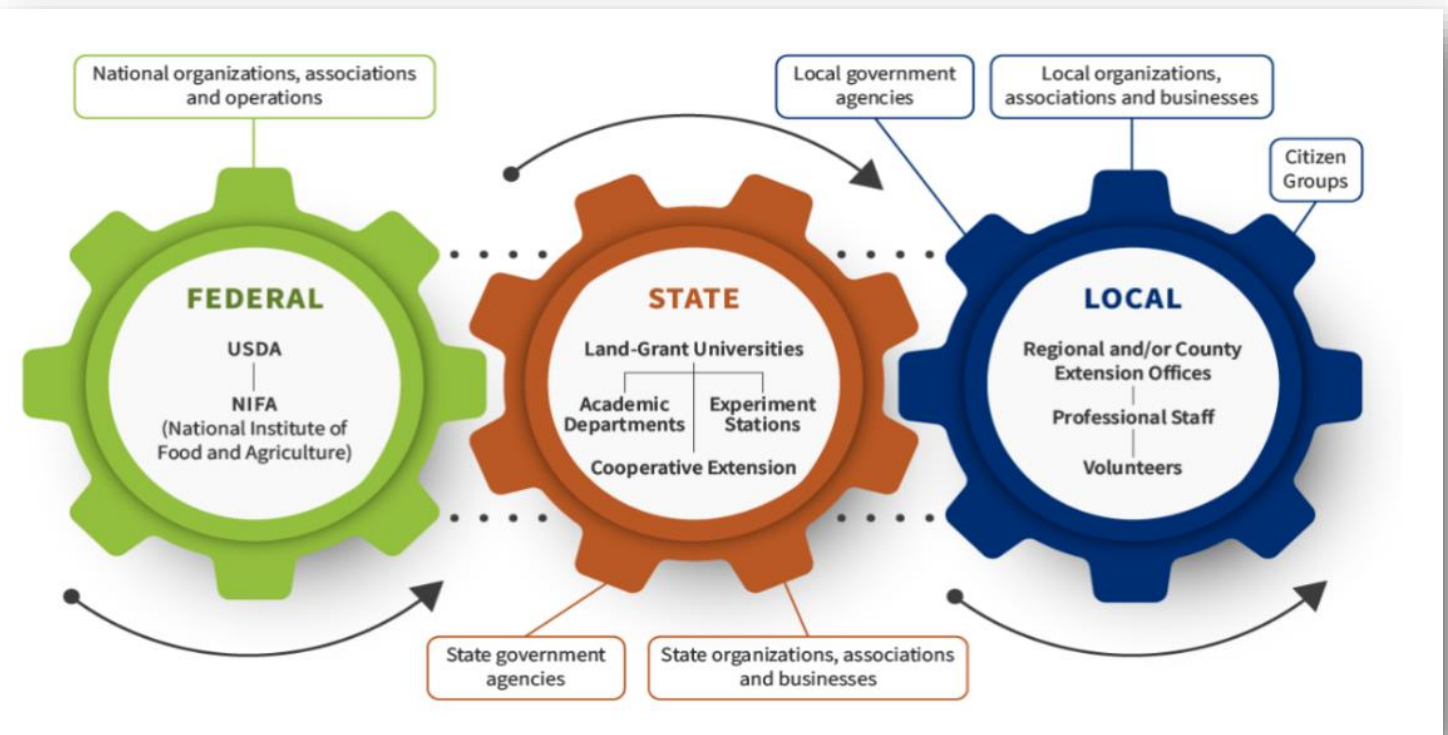 National organizations, associations
and operations
Local government
agencies
Local organizations,
associations and businesses
Citizen
Groups
FEDERAL
USDA
NIFA
(National Institute of
Food and Agriculture)
STATE
Land-Grant Universities
Academic
Departments
Experiment
Stations
Cooperative Extension
LOCAL
Regional and/or County
Extension Offices
Professional Staff
Volunteers
State government
agencies
State organizations, associations
and businesses